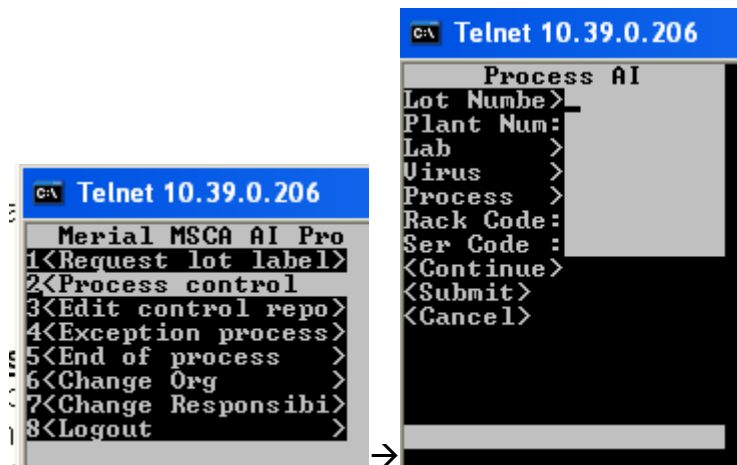 Telnet 10.39.0.206
Merial MSCA AI Pro
1<Request lot label>
2<Process control
3<Edit control repo>
4<Exception process>
5<End of process >
6<Change Org >
7<Change Responsibi>
8<Logout >
→
Telnet 10.39.0.206
Process AI
Lot Numbe>_
Plant Num:
Lab >
Virus >
Process >
Rack Code:
Ser Code :
<Continue>
<Submit>
<Cancel>